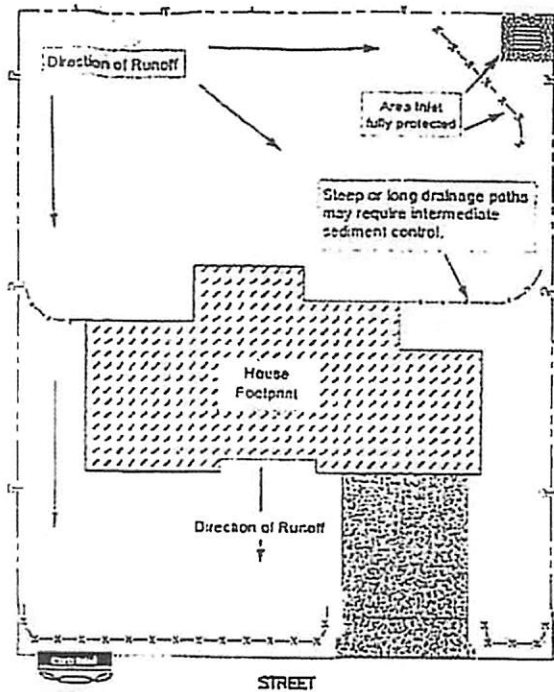 Direction of Runoff
Area Inlet
fully protected
Steep or long drainage paths
may require intermediate
sediment control.
House
Footprint
Direction of Runoff
STREET